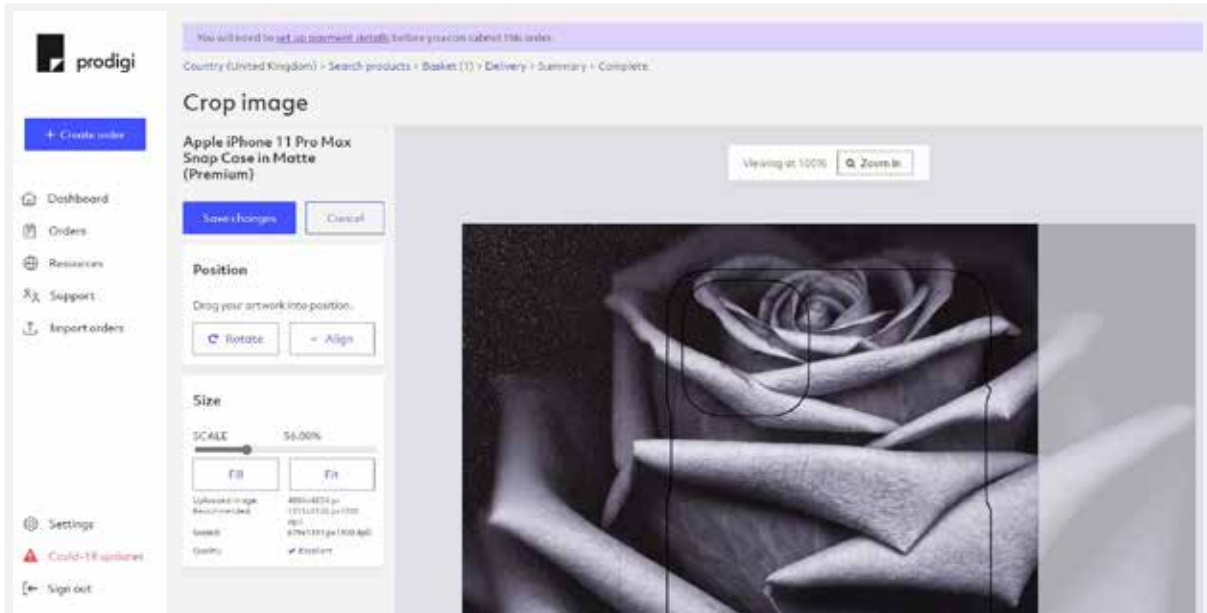 prodigi
You will need to set up payment details before you can submit this order.
Country (United Kingdom) > Search products > Basket (1) > Delivery > Summary > Complete
Crop image
+ Create order
Apple iPhone 11 Pro Max
Snap Case in Matte
(Premium)
Viewing at 100%
Zoom in
Save changes
Cancel
Dashboard
Orders
Resources
Support
Import orders
Position
Drag your artwork into position.
Rotate
Align
Size
SCALE
56.00%
Fill
Fit
Uploaded image
Recommended
Quality
Excellent
Settings
Covid-19 updates
Sign out